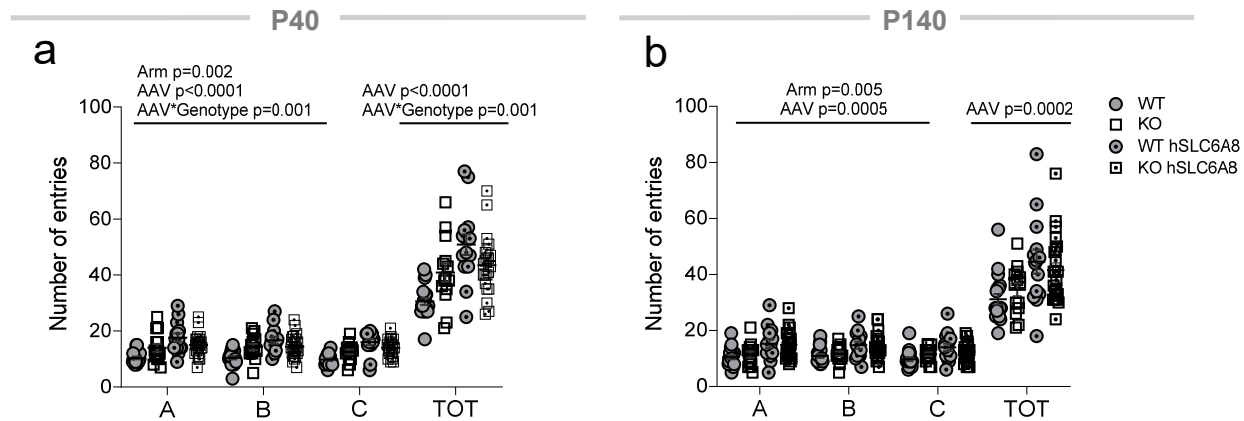 P40
P140
a
b
Arm p=0.002
AAV p<0.0001
AAV*Genotype p=0.001
AAV p<0.0001
AAV*Genotype p=0.001
Arm p=0.005
AAV p=0.0005
AAV p=0.0002
WT
KO
WT hSLC6A8
KO hSLC6A8
Number of entries
100
80
60
40
20
0
A
B
C
TOT
Number of entries
100
80
60
40
20
0
A
B
C
TOT